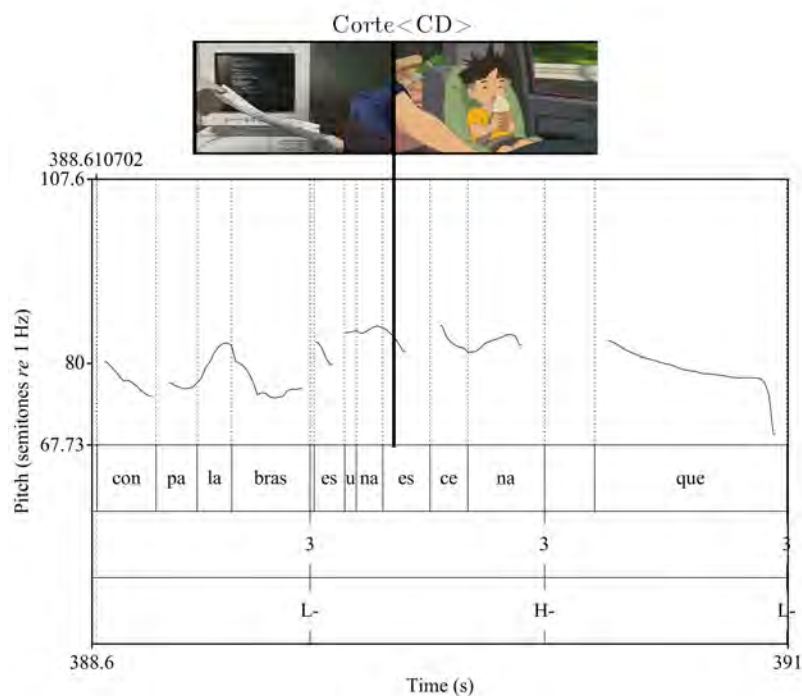 Corte<CD>
388.610702
107.6
80
67.73
Pitch (semitones re 1 Hz)
con pa la bras es u na es ce na que
3 3 3
L- H- L-
388.6 391
Time (s)